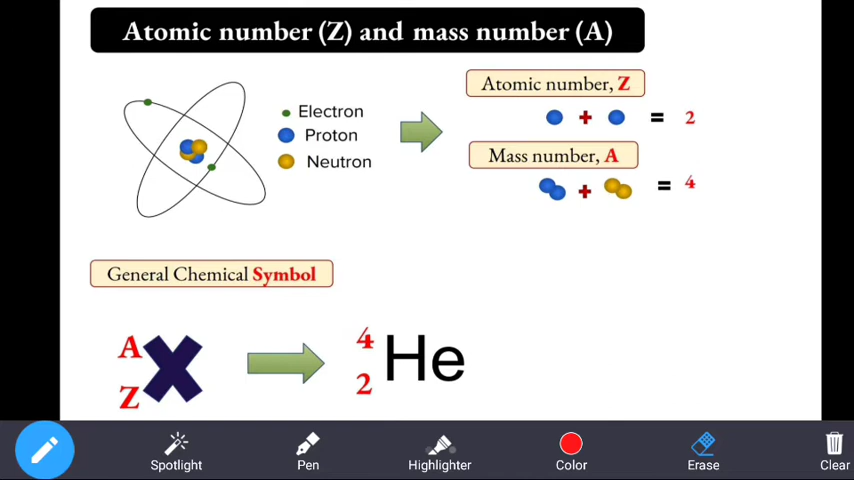 Atomic number (Z) and mass number (A)
Electron
Proton
Neutron
Atomic number, Z
+ = 2
Mass number, A
+ = 4
General Chemical Symbol
A
Z X
4
2 He
Spotlight Pen Highlighter Color Erase Clear